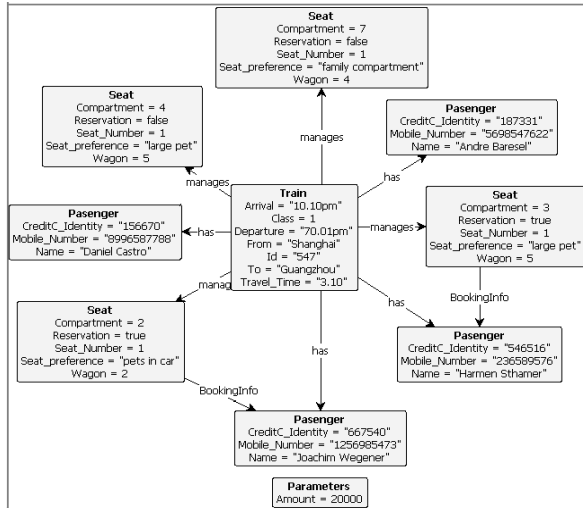 Seat
Compartment = 7
Reservation = false
Seat_Number = 1
Seat_preference = "family compartment"
Wagon = 4
Seat
Compartment = 4
Reservation = false
Seat_Number = 1
Seat_preference = "large pet"
Wagon = 5
manages
Pasenger
CreditC_Identity = "187331"
Mobile_Number = "5698547622"
Name = "Andre Baresel"
manages
has
Train
Arrival = "10.10pm"
Class = 1
Departure = "70.01pm"
From = "Shanghai"
Id = "547"
To = "Guangzhou"
Travel_Time = "3.10"
Seat
Compartment = 3
Reservation = true
Seat_Number = 1
Seat_preference = "large pet"
Wagon = 5
manages
Pasenger
CreditC_Identity = "156670"
Mobile_Number = "8996587788"
Name = "Daniel Castro"
has
manag
Seat
Compartment = 2
Reservation = true
Seat_Number = 1
Seat_preference = "pets in car"
Wagon = 2
has
BookingInfo
has
Pasenger
CreditC_Identity = "546516"
Mobile_Number = "236589576"
Name = "Harmen Sthamer"
BookingInfo
Pasenger
CreditC_Identity = "667540"
Mobile_Number = "1256985473"
Name = "Joachim Wegener"
Parameters
Amount = 20000